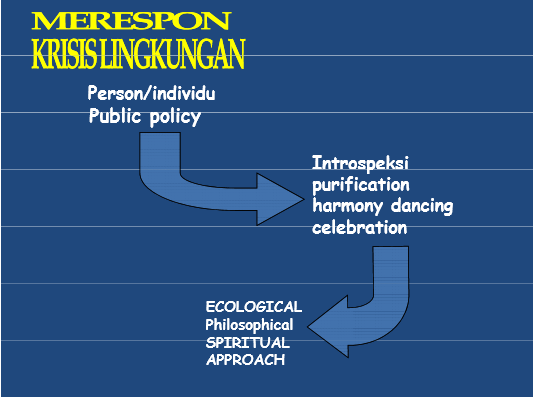 MERESPON
KRISIS LINGKUNGAN
Person/individu
Public policy
Introspeksi
purification
harmony dancing
celebration
ECOLOGICAL
Philosophical
SPIRITUAL
APPROACH